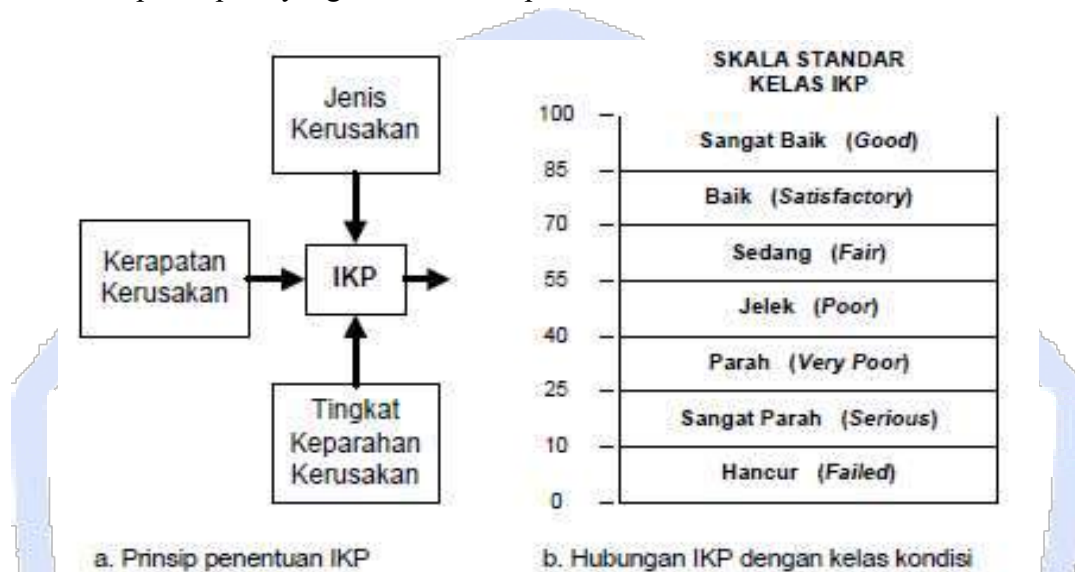 Jenis
Kerusakan
Kerapatan
Kerusakan
IKP
Tingkat
Keparahan
Kerusakan
a. Prinsip penentuan IKP
SKALA STANDAR
KELAS IKP
100
Sangat Baik (Good)
85
Baik (Satisfactory)
70
Sedang (Fair)
55
Jelek (Poor)
40
Parah (Very Poor)
25
Sangat Parah (Serious)
10
Hancur (Failed)
0
b. Hubungan IKP dengan kelas kondisi